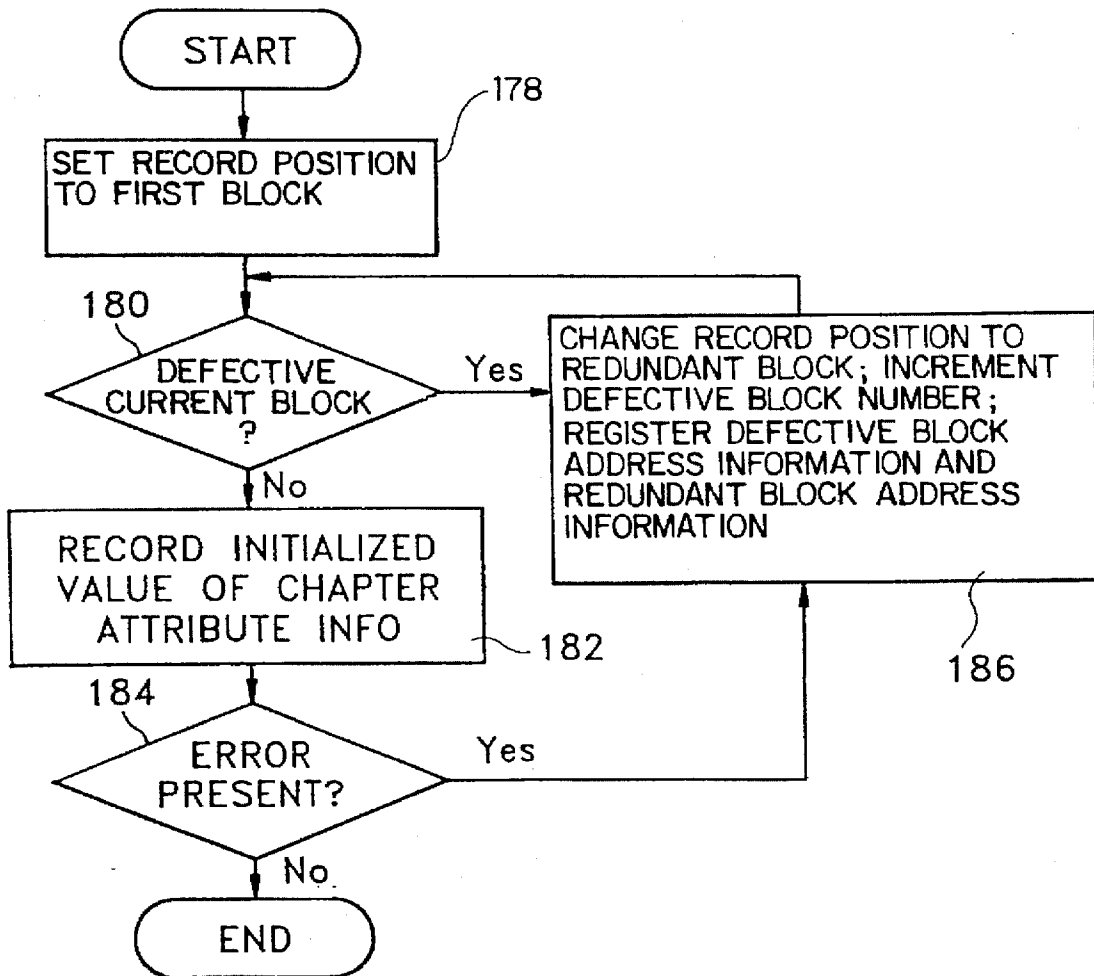 START
178
SET RECORD POSITION
TO FIRST BLOCK
180
DEFECTIVE
CURRENT BLOCK
?
Yes
CHANGE RECORD POSITION TO
REDUNDANT BLOCK; INCREMENT
DEFECTIVE BLOCK NUMBER;
REGISTER DEFECTIVE BLOCK
ADDRESS INFORMATION AND
REDUNDANT BLOCK ADDRESS
INFORMATION
186
No
RECORD INITIALIZED
VALUE OF CHAPTER
ATTRIBUTE INFO
182
184
ERROR
PRESENT?
Yes
No
END